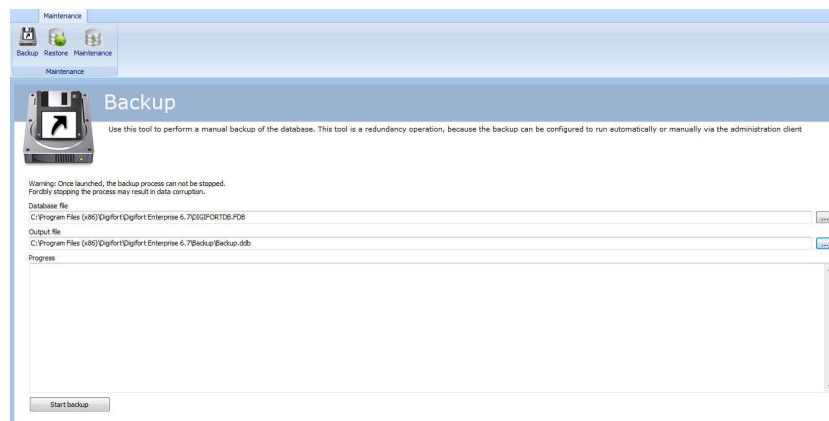 Maintenance
Backup Restore Maintenance
Maintenance
Backup
Use this tool to perform a manual backup of the database. This tool is a redundancy operation, because the backup can be configured to run automatically or manually via the administration client
Warning: Once launched, the backup process can not be stopped.
Forcibly stopping the process may result in data corruption.
Database file
C:\Program Files (x86)\Digifort\Digifort Enterprise 6.7\DIGIFORTDB.FDB
...
Output file
C:\Program Files (x86)\Digifort\Digifort Enterprise 6.7\Backup\Backup.ddb
...
Progress
Start backup